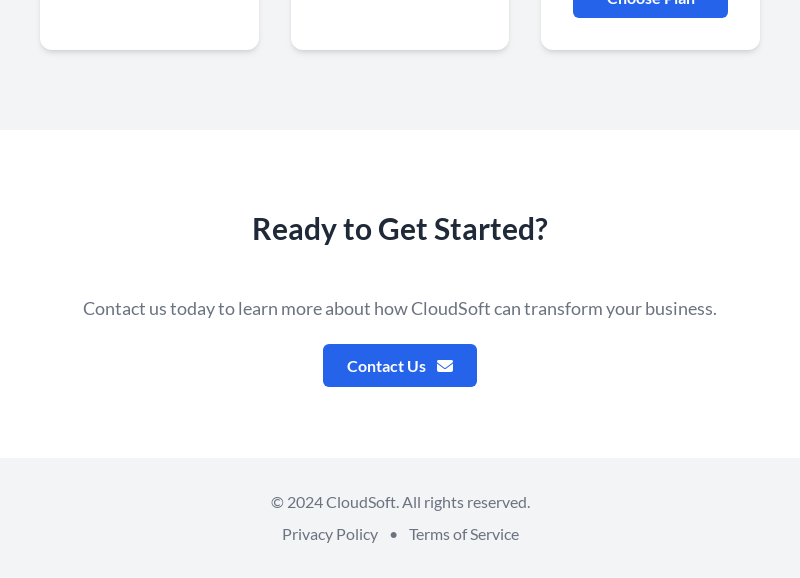 Choose Plan
Ready to Get Started?
Contact us today to learn more about how CloudSoft can transform your business.
Contact Us
© 2024 CloudSoft. All rights reserved.
Privacy Policy • Terms of Service